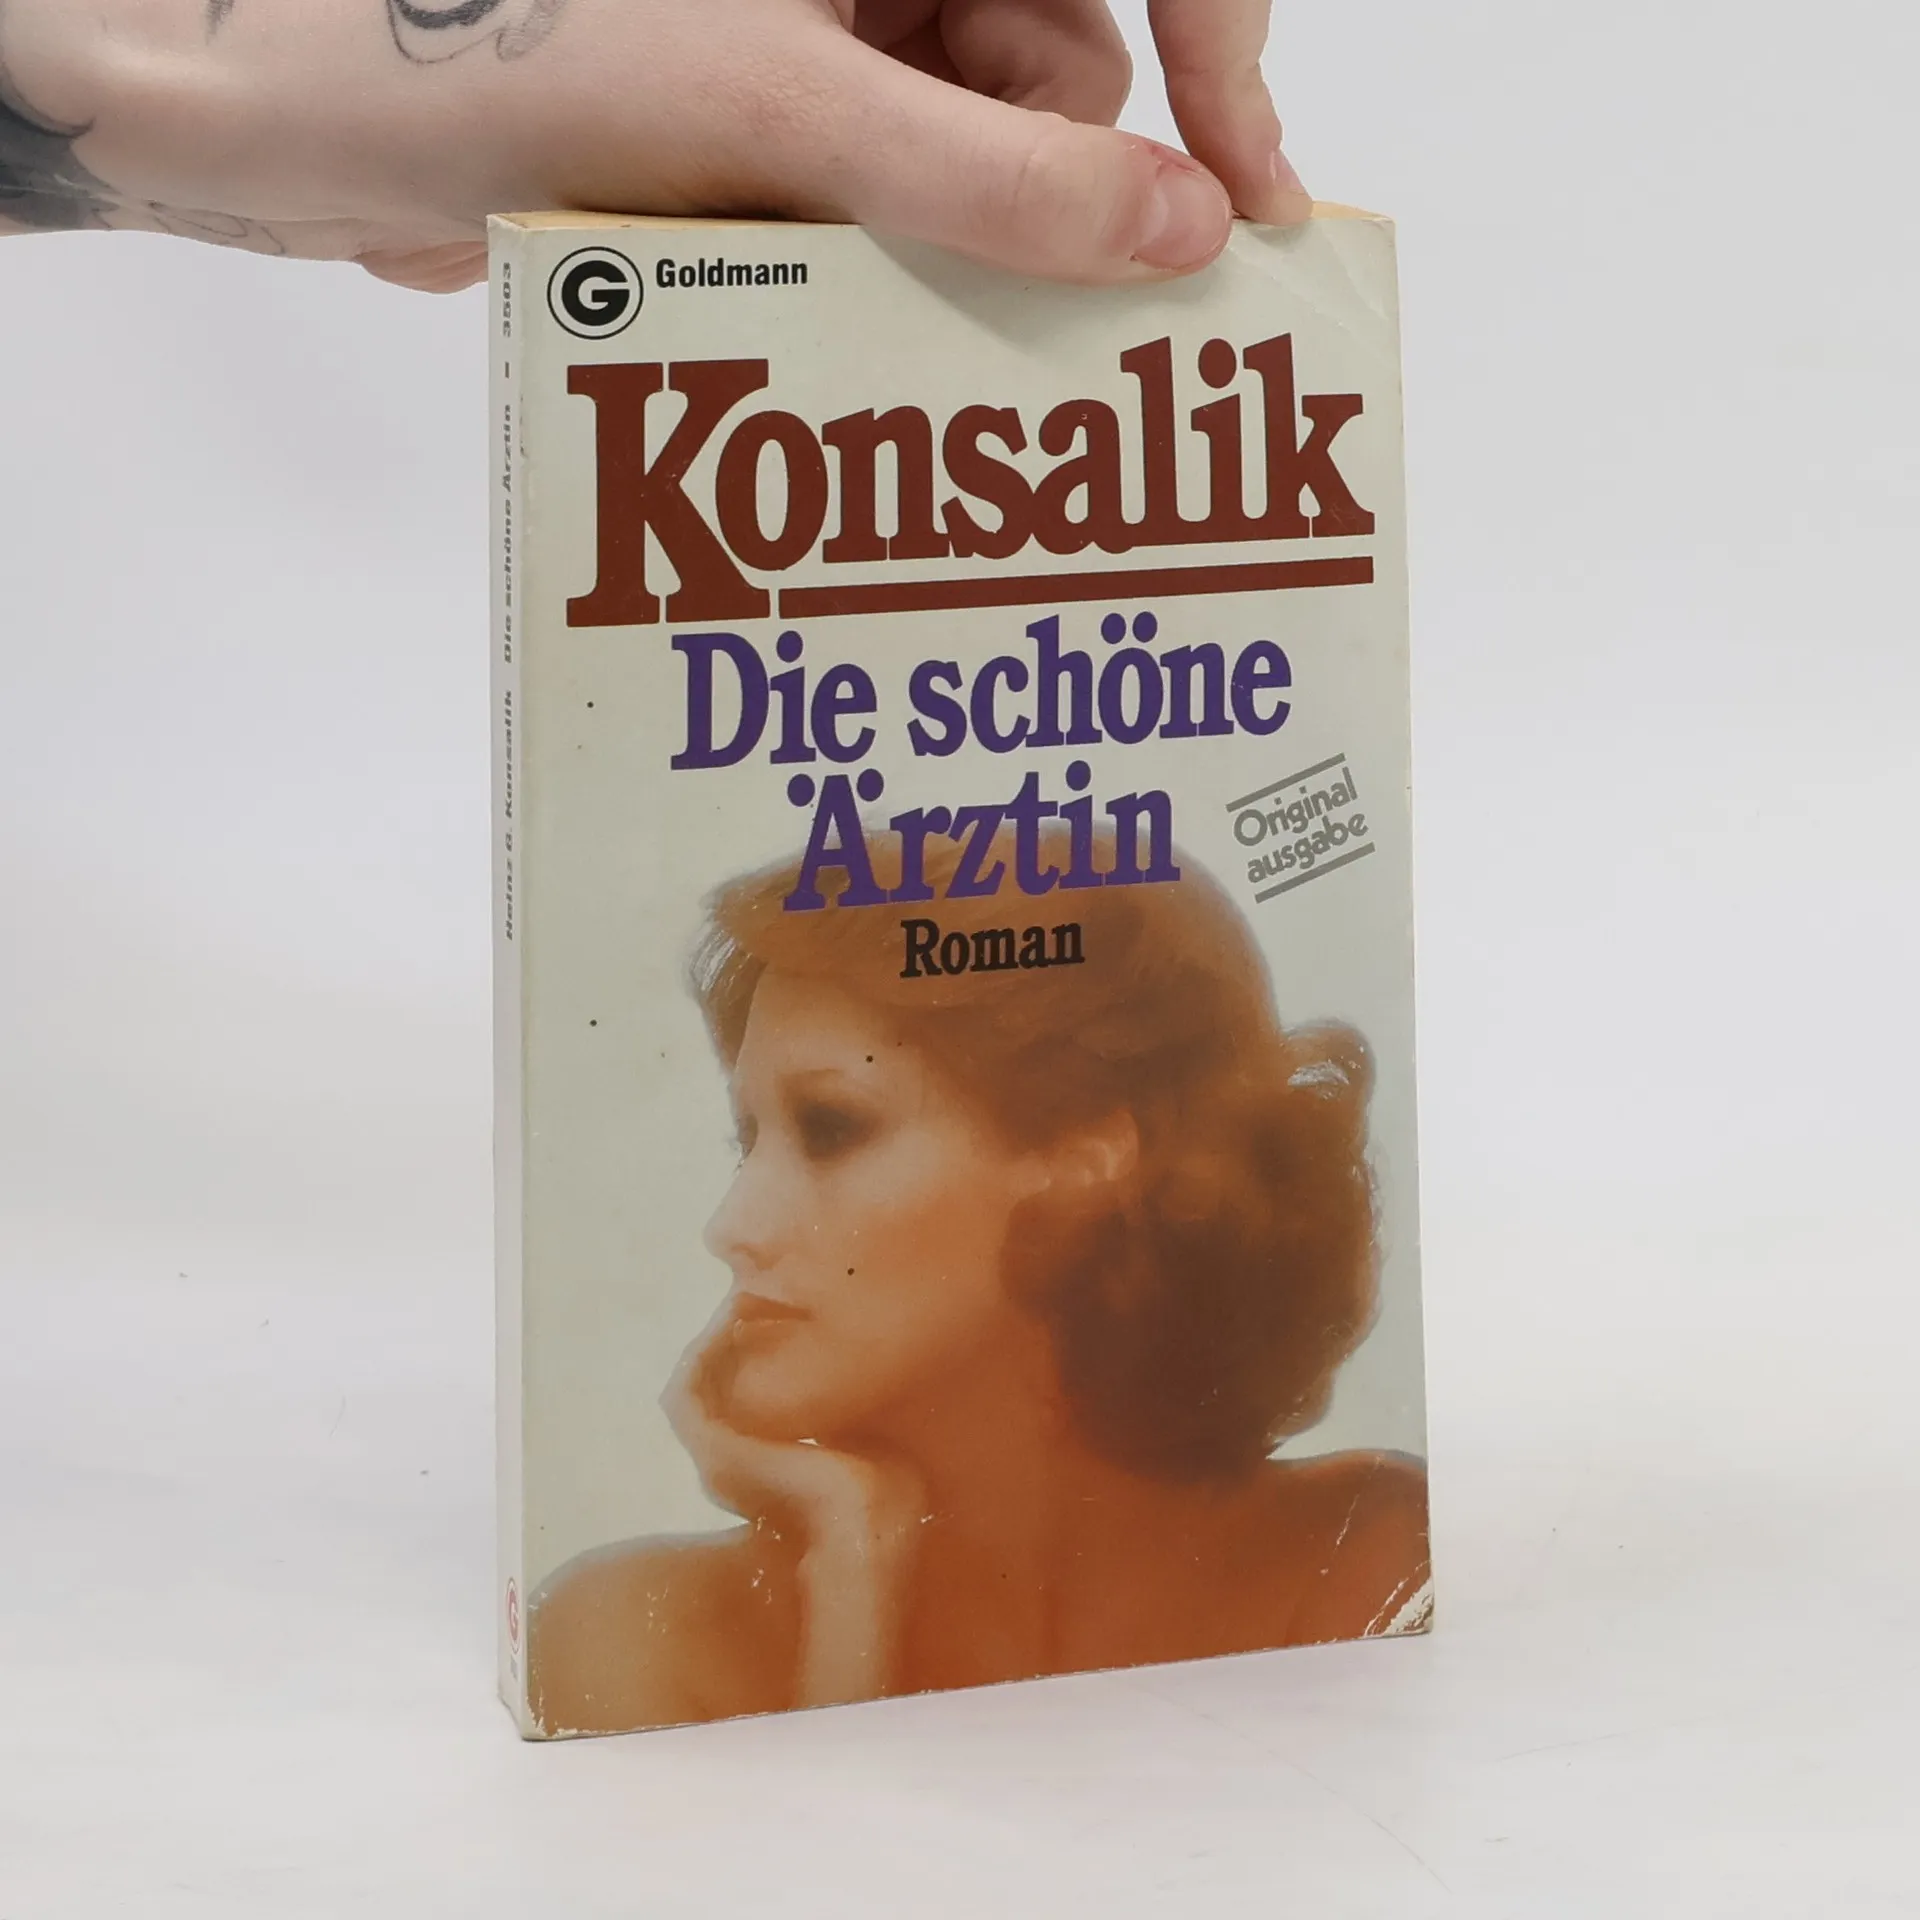 G Goldmann
Konsalik
Die schöne
Ärztin
Roman
Original
ausgabe
Heinz G. Konsalik Die schöne Ärztin I 3503
G